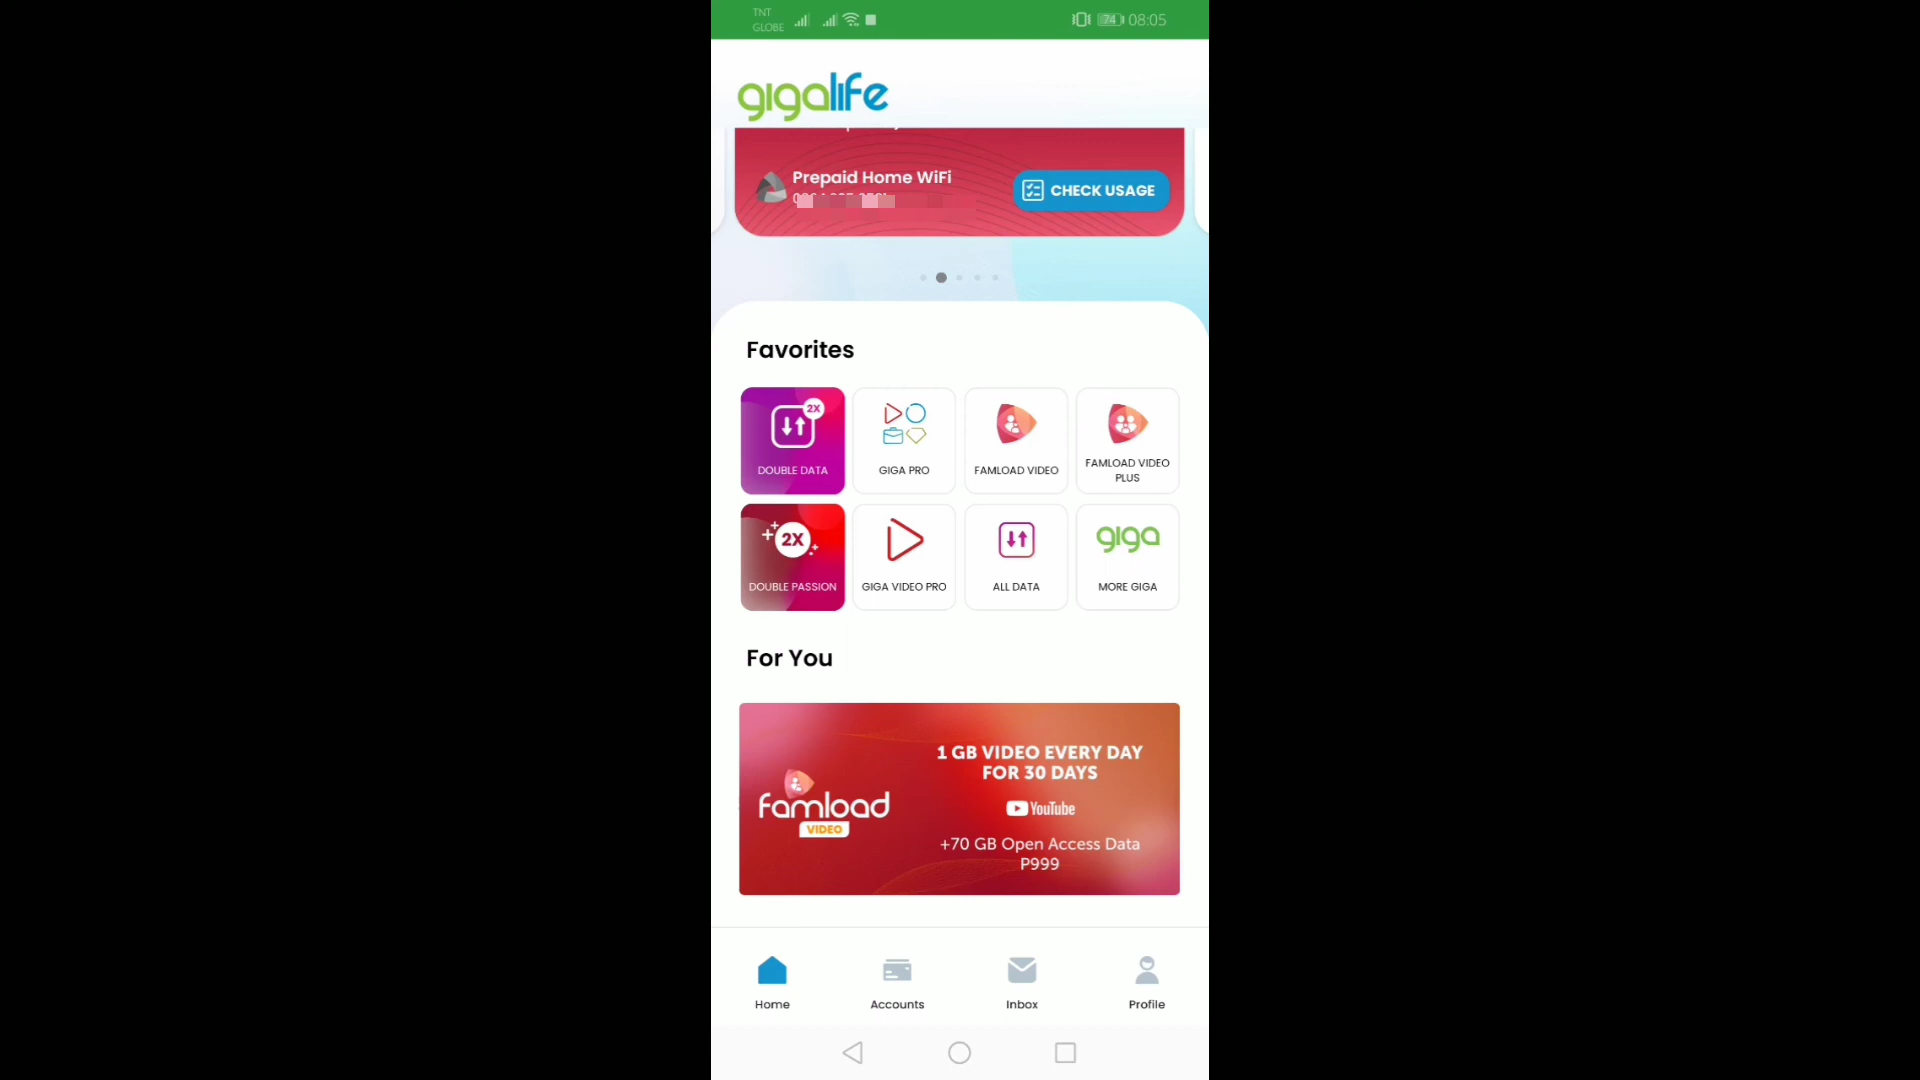 TNT
GLOBE
74
08:05
gigalife
Prepaid Home WiFi
CHECK USAGE
Favorites
2X
DOUBLE DATA
GIGA PRO
FAMLOAD VIDEO
FAMLOAD VIDEO
PLUS
2X
DOUBLE PASSION
GIGA VIDEO PRO
ALL DATA
giga
MORE GIGA
For You
famload
VIDEO
1 GB VIDEO EVERY DAY
FOR 30 DAYS
YouTube
+70 GB Open Access Data
P999
Home
Accounts
Inbox
Profile